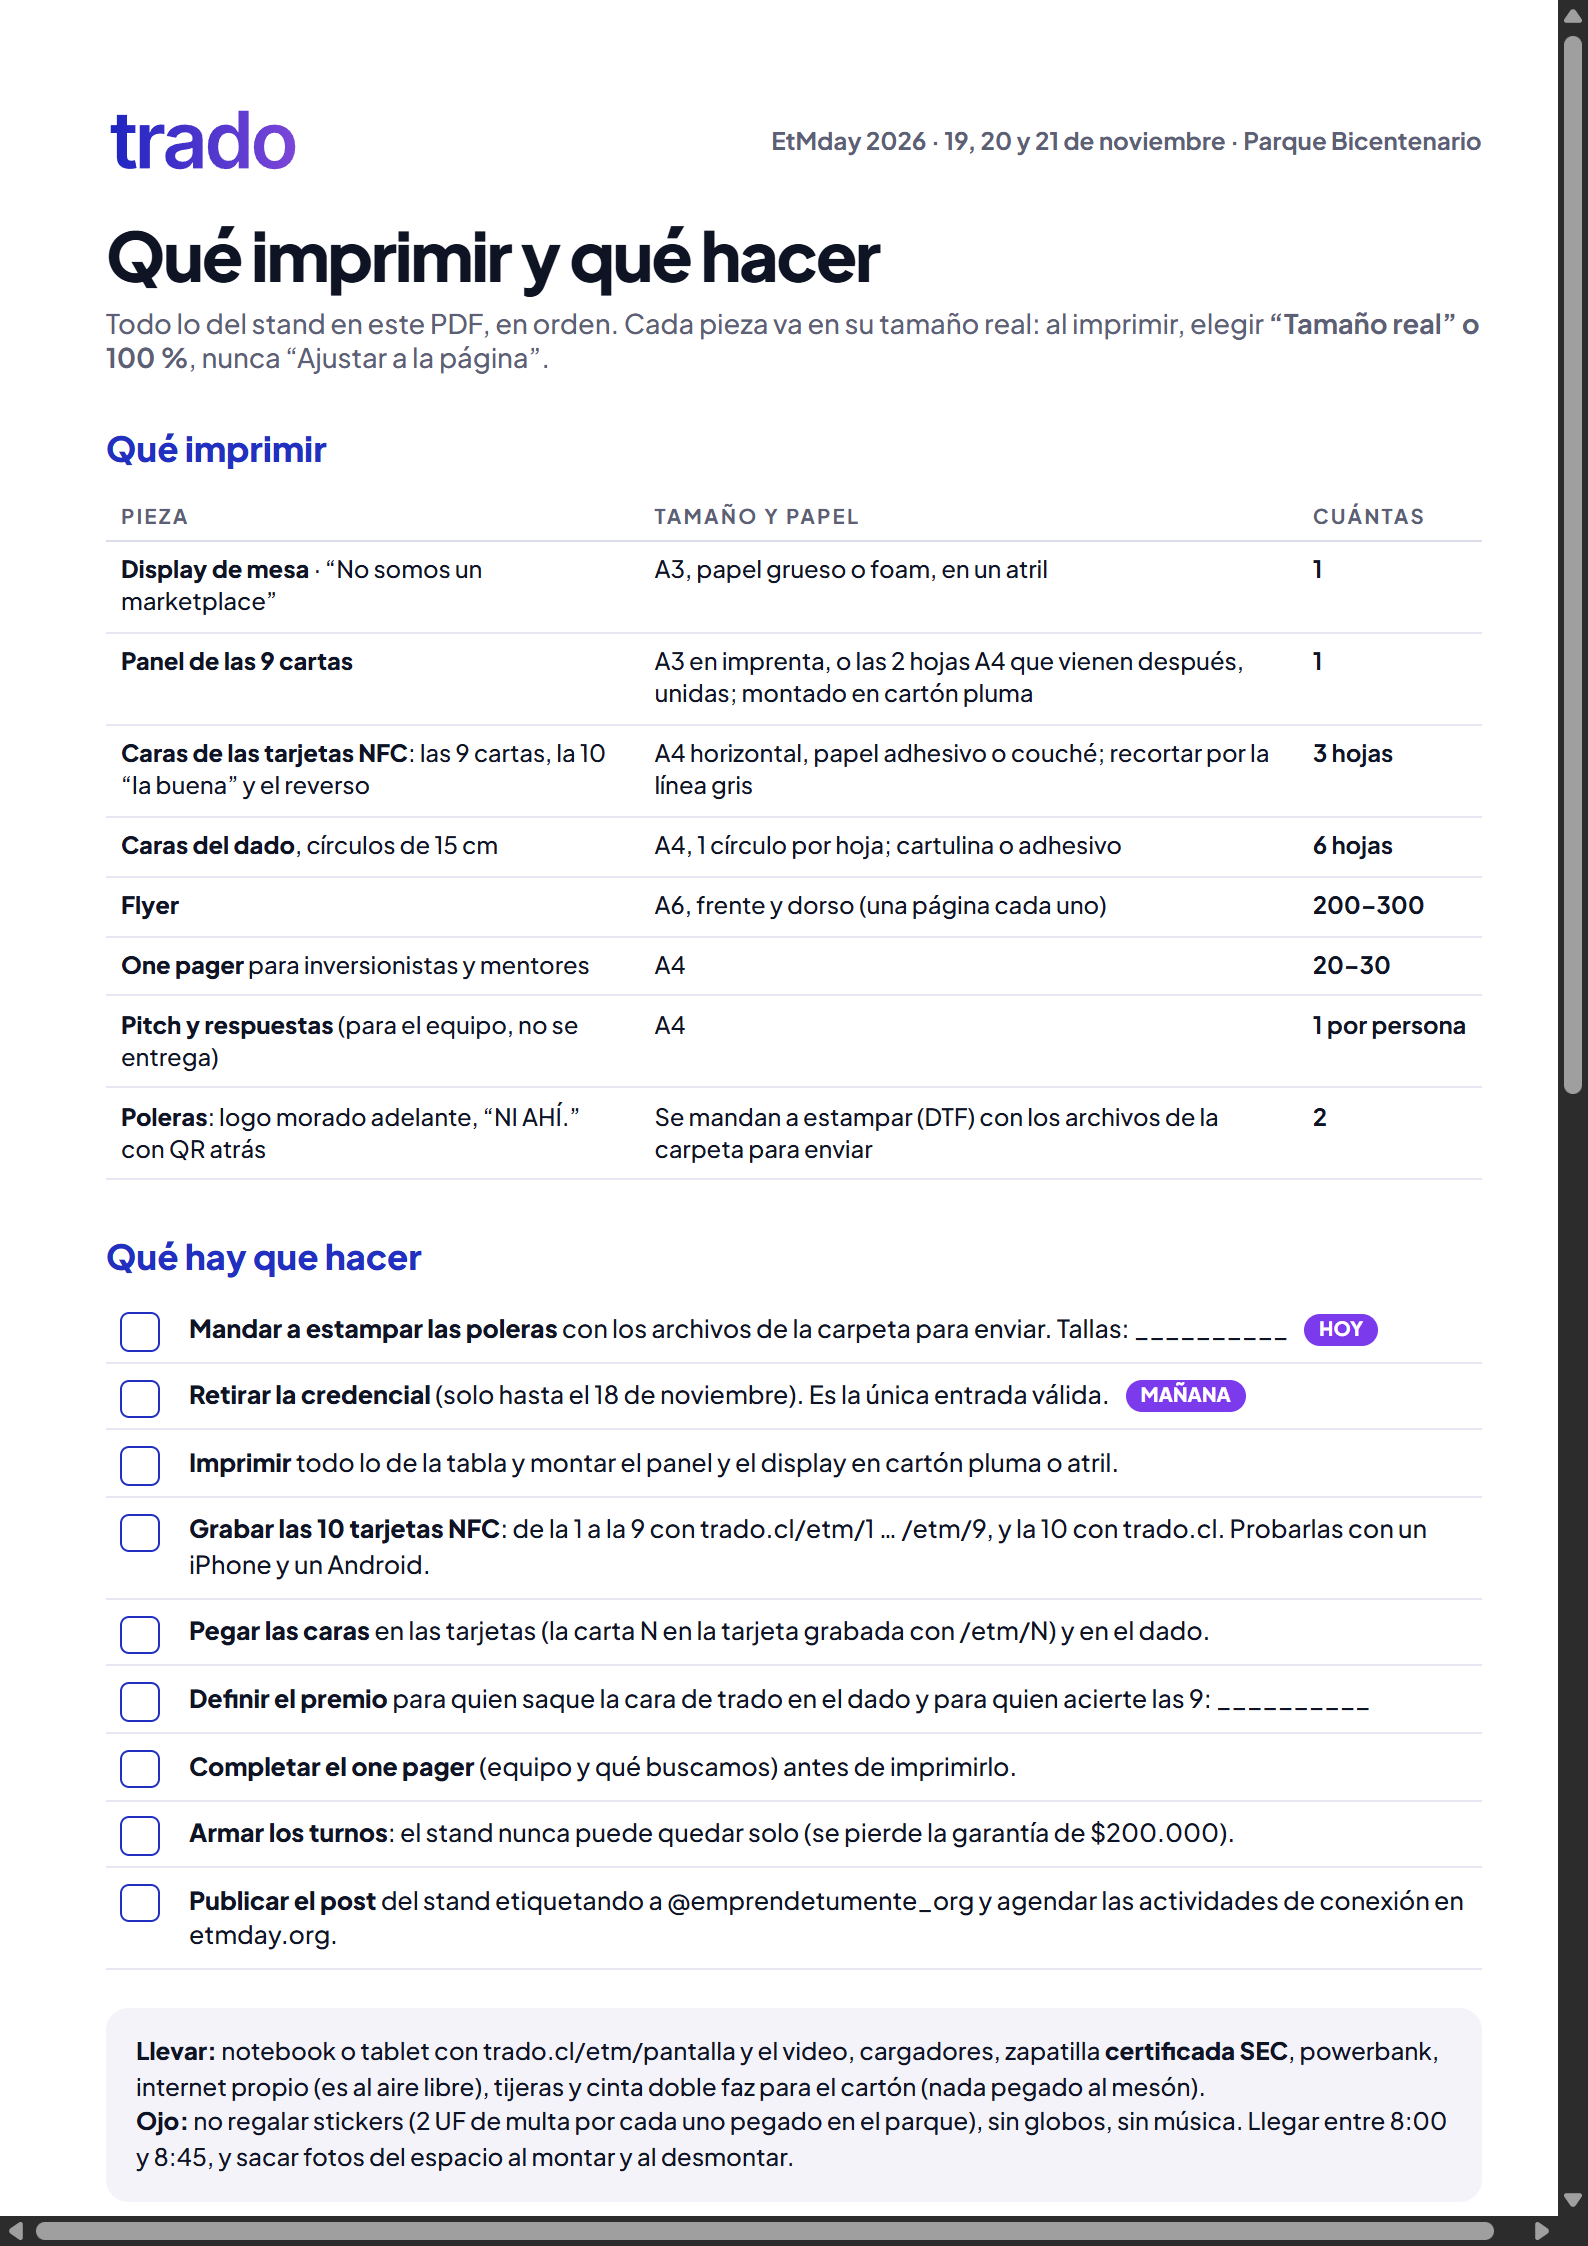 trado
EtMday 2026 · 19, 20 y 21 de noviembre · Parque Bicentenario
Qué imprimir y qué hacer
Todo lo del stand en este PDF, en orden. Cada pieza va en su tamaño real: al imprimir, elegir “Tamaño real” o
100 %, nunca “Ajustar a la página”.
Qué imprimir
PIEZA TAMAÑO Y PAPEL CUÁNTAS
Display de mesa · “No somos un A3, papel grueso o foam, en un atril 1
marketplace”
Panel de las 9 cartas A3 en imprenta, o las 2 hojas A4 que vienen después, 1
unidas; montado en cartón pluma
Caras de las tarjetas NFC: las 9 cartas, la 10 A4 horizontal, papel adhesivo o couché; recortar por la 3 hojas
“la buena” y el reverso línea gris
Caras del dado, círculos de 15 cm A4, 1 círculo por hoja; cartulina o adhesivo 6 hojas
Flyer A6, frente y dorso (una página cada uno) 200–300
One pager para inversionistas y mentores A4 20–30
Pitch y respuestas (para el equipo, no se A4 1 por persona
entrega)
Poleras: logo morado adelante, “NI AHÍ.” Se mandan a estampar (DTF) con los archivos de la 2
con QR atrás carpeta para enviar
Qué hay que hacer
Mandar a estampar las poleras con los archivos de la carpeta para enviar. Tallas: __________ HOY
Retirar la credencial (solo hasta el 18 de noviembre). Es la única entrada válida. MAÑANA
Imprimir todo lo de la tabla y montar el panel y el display en cartón pluma o atril.
Grabar las 10 tarjetas NFC: de la 1 a la 9 con trado.cl/etm/1 … /etm/9, y la 10 con trado.cl. Probarlas con un
iPhone y un Android.
Pegar las caras en las tarjetas (la carta N en la tarjeta grabada con /etm/N) y en el dado.
Definir el premio para quien saque la cara de trado en el dado y para quien acierte las 9: __________
Completar el one pager (equipo y qué buscamos) antes de imprimirlo.
Armar los turnos: el stand nunca puede quedar solo (se pierde la garantía de $200.000).
Publicar el post del stand etiquetando a @emprendetumente_org y agendar las actividades de conexión en
etmday.org.
Llevar: notebook o tablet con trado.cl/etm/pantalla y el video, cargadores, zapatilla certificada SEC, powerbank,
internet propio (es al aire libre), tijeras y cinta doble faz para el cartón (nada pegado al mesón).
Ojo: no regalar stickers (2 UF de multa por cada uno pegado en el parque), sin globos, sin música. Llegar entre 8:00
y 8:45, y sacar fotos del espacio al montar y al desmontar.